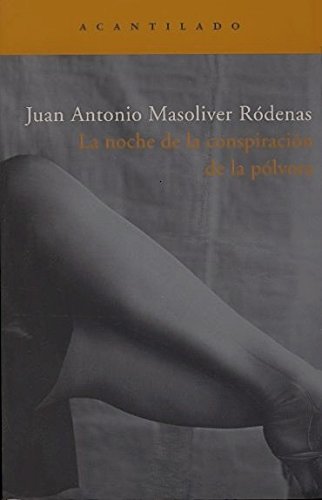 ACANTILADO
Juan Antonio Masoliver Ródenas
La noche de la conspiración
de la pólvora